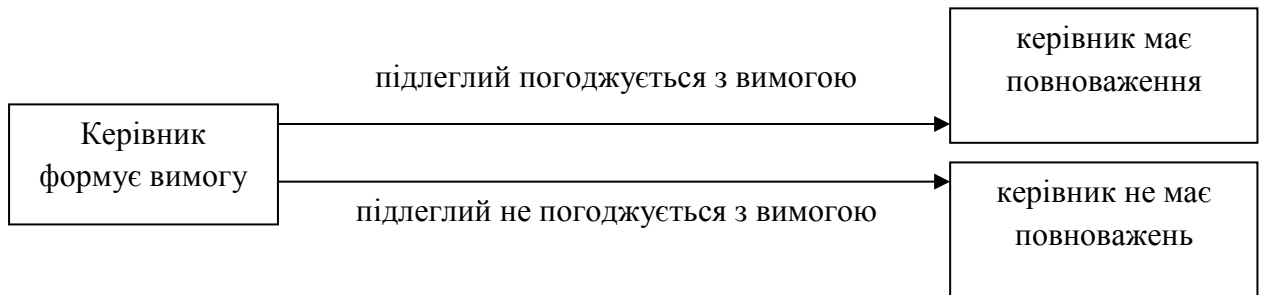 керівник має
повноваження
підлеглий погоджується з вимогою
Керівник
формує вимогу
підлеглий не погоджується з вимогою
керівник не має
повноважень